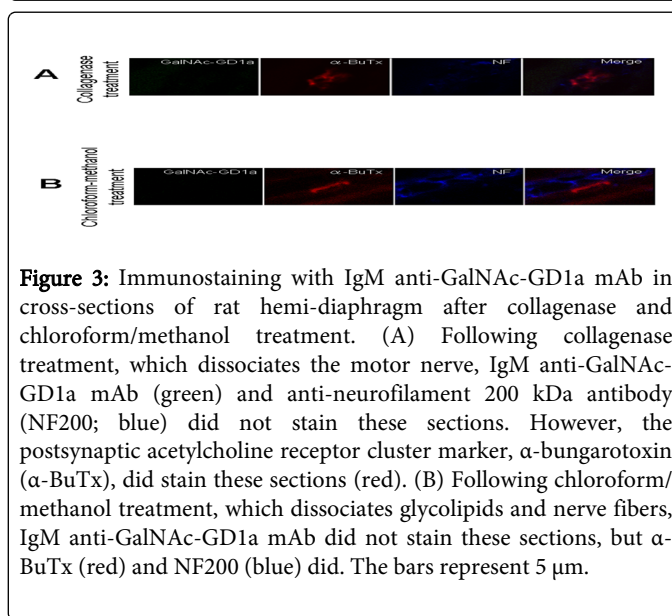 GalNAc-GD1a α-BuTx NF Merge
A Collagenase
treatment
GalNAc-GD1a α-BuTx NF Merge
B Chloroform-methanol
treatment
Figure 3: Immunostaining with IgM anti-GalNAc-GD1a mAb in
cross-sections of rat hemi-diaphragm after collagenase and
chloroform/methanol treatment. (A) Following collagenase
treatment, which dissociates the motor nerve, IgM anti-GalNAc-
GD1a mAb (green) and anti-neurofilament 200 kDa antibody
(NF200; blue) did not stain these sections. However, the
postsynaptic acetylcholine receptor cluster marker, α-bungarotoxin
(α-BuTx), did stain these sections (red). (B) Following chloroform/
methanol treatment, which dissociates glycolipids and nerve fibers,
IgM anti-GalNAc-GD1a mAb did not stain these sections, but α-
BuTx (red) and NF200 (blue) did. The bars represent 5 μm.